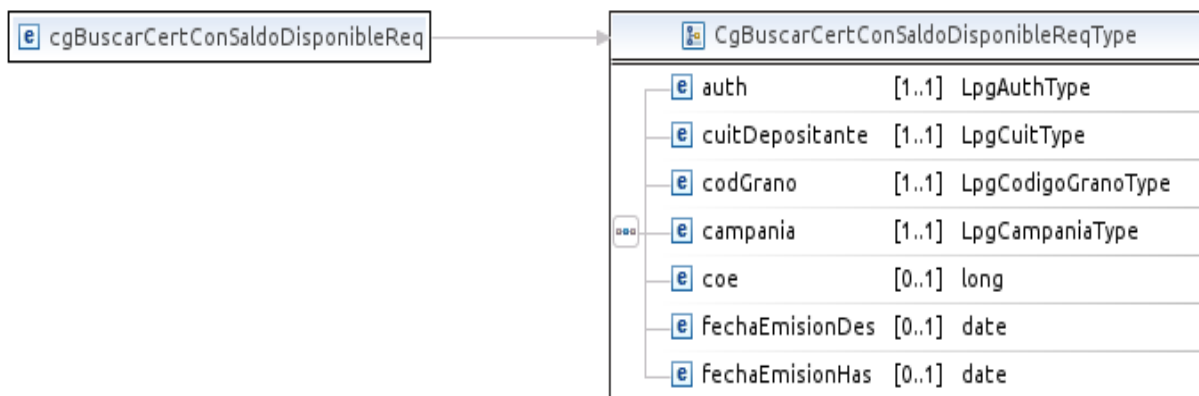 cgBuscarCertConSaldoDisponibleReq
CgBuscarCertConSaldoDisponibleReqType
auth [1..1] LpgAuthType
cuitDepositante [1..1] LpgCuitType
codGrano [1..1] LpgCodigoGranoType
campania [1..1] LpgCampaniaType
coe [0..1] long
fechaEmisionDes [0..1] date
fechaEmisionHas [0..1] date